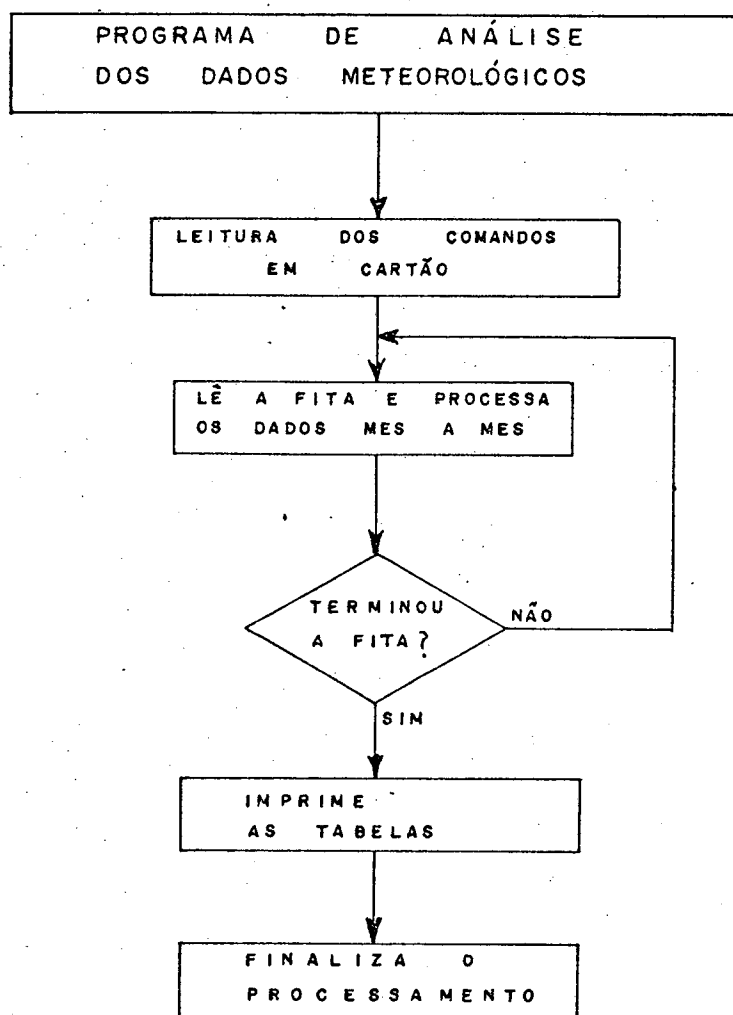 PROGRAMA DE ANÁLISE
DOS DADOS METEOROLÓGICOS
LEITURA DOS COMANDOS
EM CARTÃO
LÊ A FITA E PROCESSA
OS DADOS MES A MES
TERMINOU
A FITA?
NÃO
SIM
IMPRIME
AS TABELAS
FINALIZA O
PROCESSAMENTO